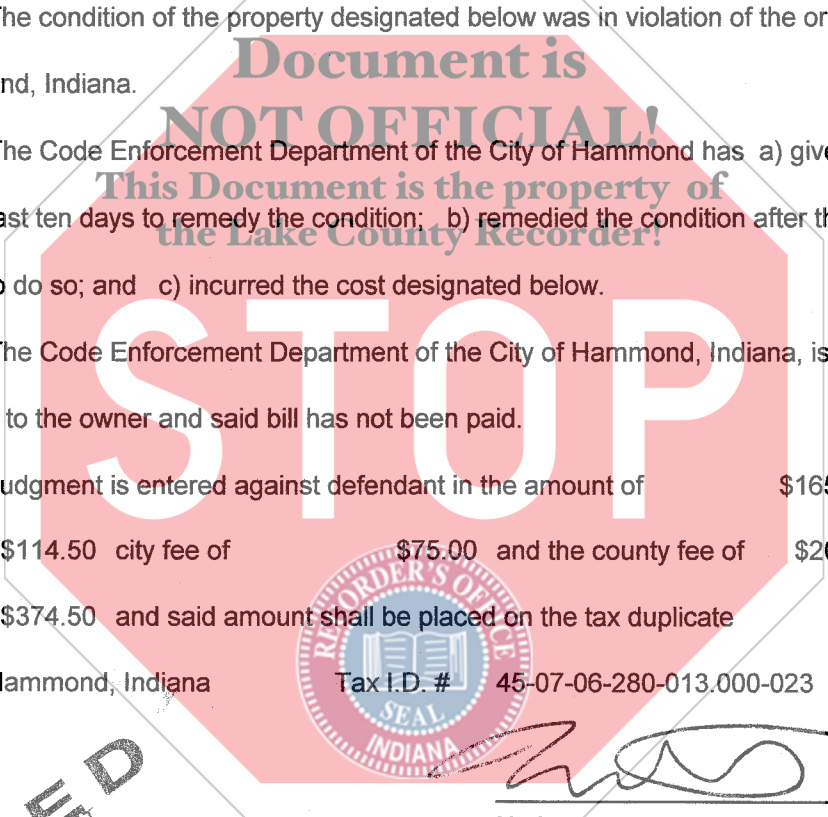 The condition of the property designated below was in violation of the or
Document is
nd, Indiana.
NOT OFFICIAL!
The Code Enforcement Department of the City of Hammond has a) give
This Document is the property of
ast ten days to remedy the condition; b) remedied the condition after th
the Lake County Recorder!
o do so; and c) incurred the cost designated below.
STOP
The Code Enforcement Department of the City of Hammond, Indiana, is
to the owner and said bill has not been paid.
udgment is entered against defendant in the amount of $165
$114.50 city fee of $75.00 and the county fee of $20
RECORDER'S OFFICE
$374.50 and said amount shall be placed on the tax duplicate
Hammond, Indiana Tax I.D. # 45-07-06-280-013.000-023
SEAL
INDIANA
ED